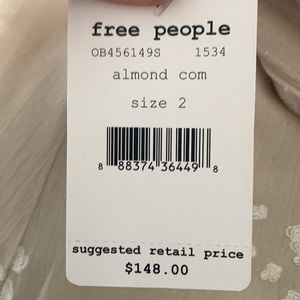 free people
OB456149S 1534
almond com
size 2
8 88374 36449 8
suggested retail price
$148.00